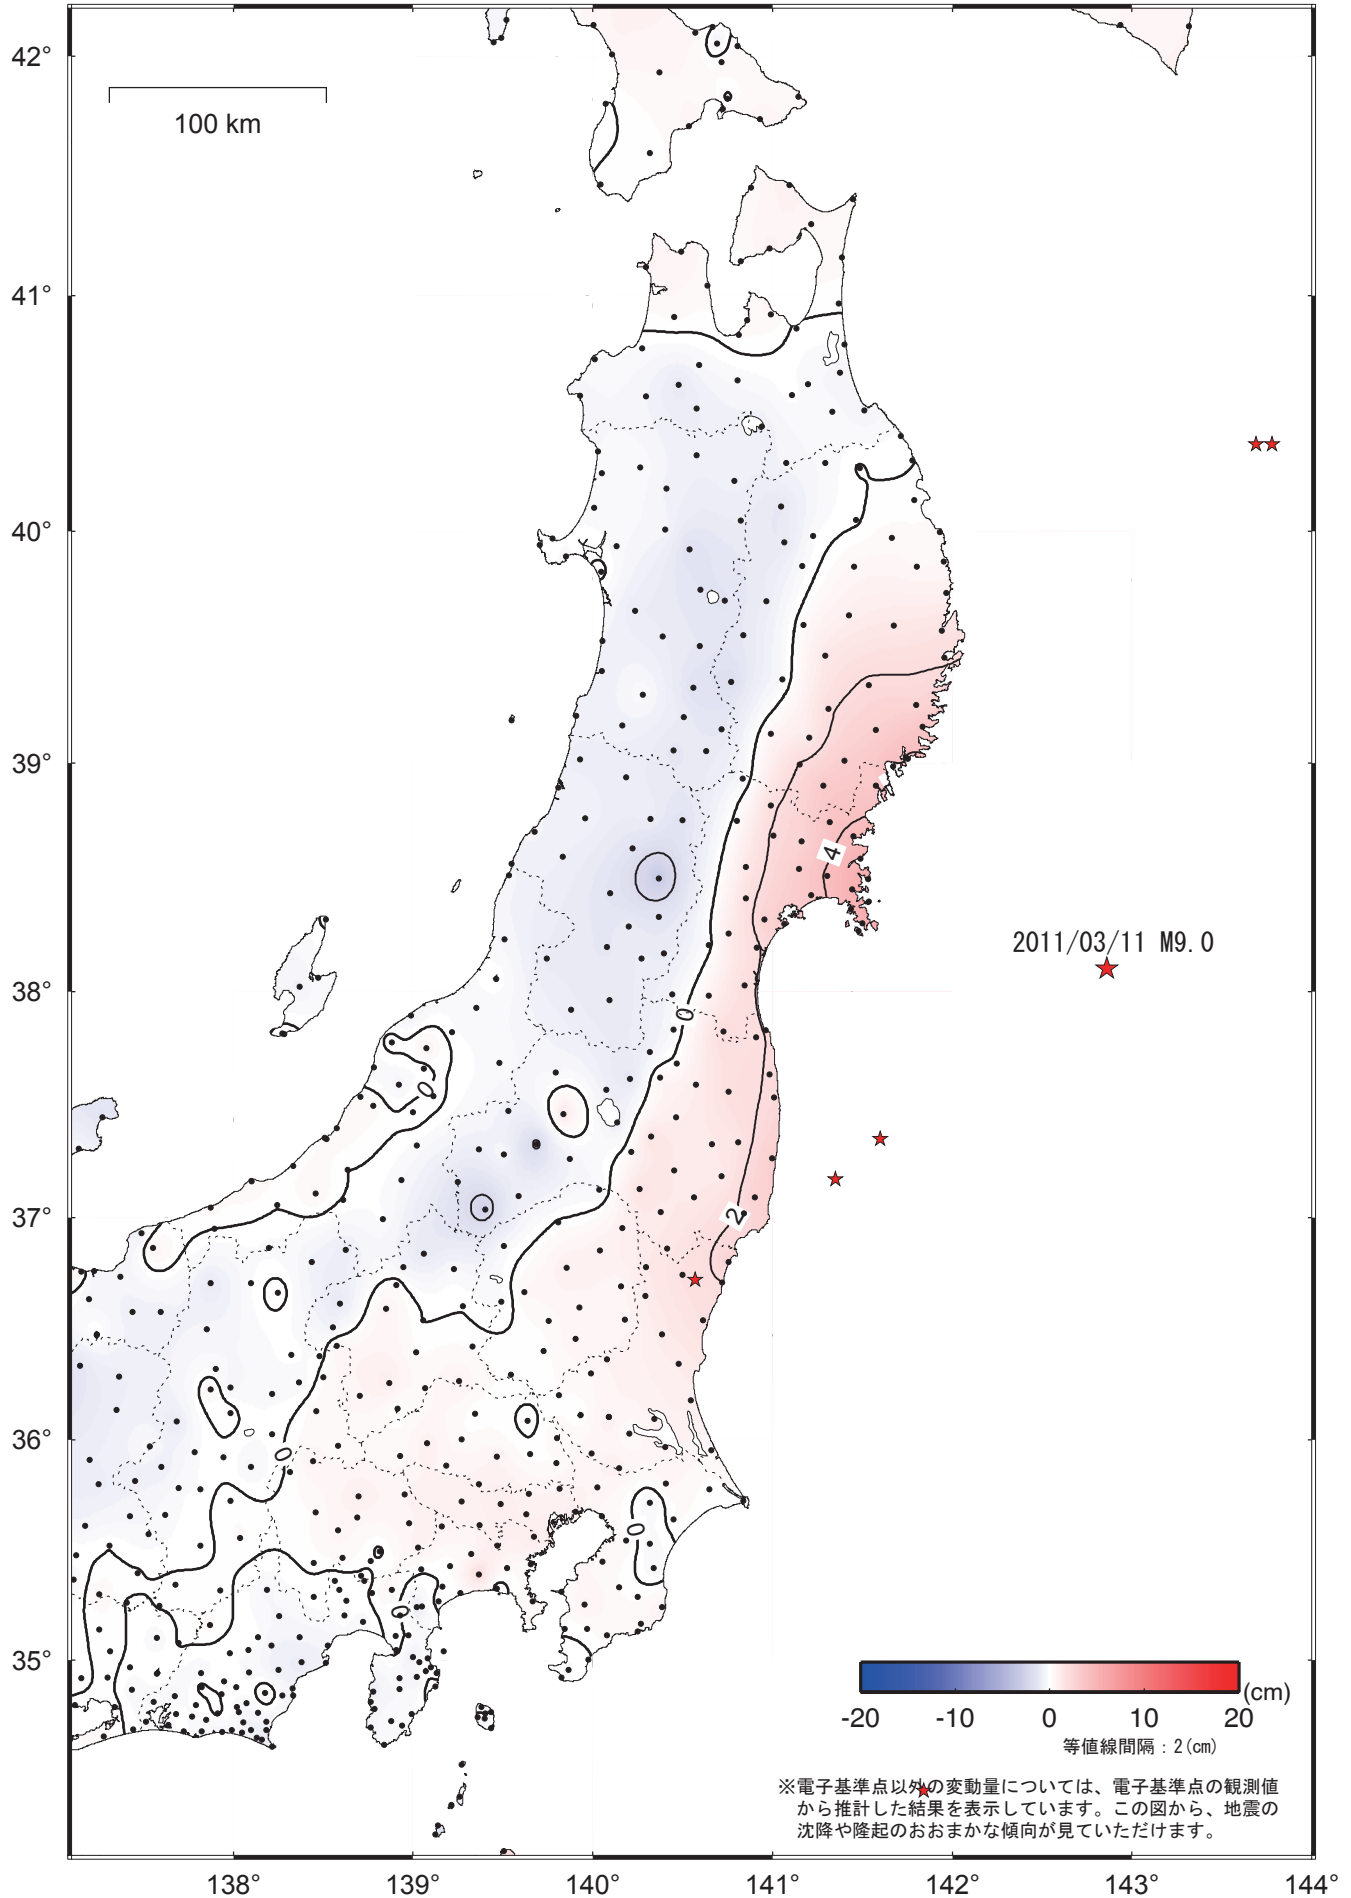 42°
100 km
41°
40°
39°
4
2011/03/11 M9.0
38°
0
0
37°
2
36°
0
0
0
35°
(cm)
-20 -10 0 10 20
等値線間隔：2(cm)
※電子基準点以外の変動量については、電子基準点の観測値
から推計した結果を表示しています。この図から、地震の
沈降や隆起のおおまかな傾向が見ていただけます。
138° 139° 140° 141° 142° 143° 144°